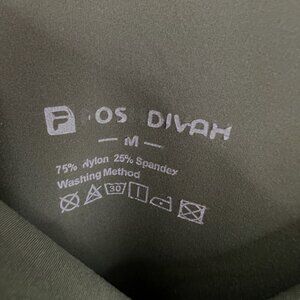 OS DIVAH
M
75% Nylon 25% Spandex
Washing Method
30